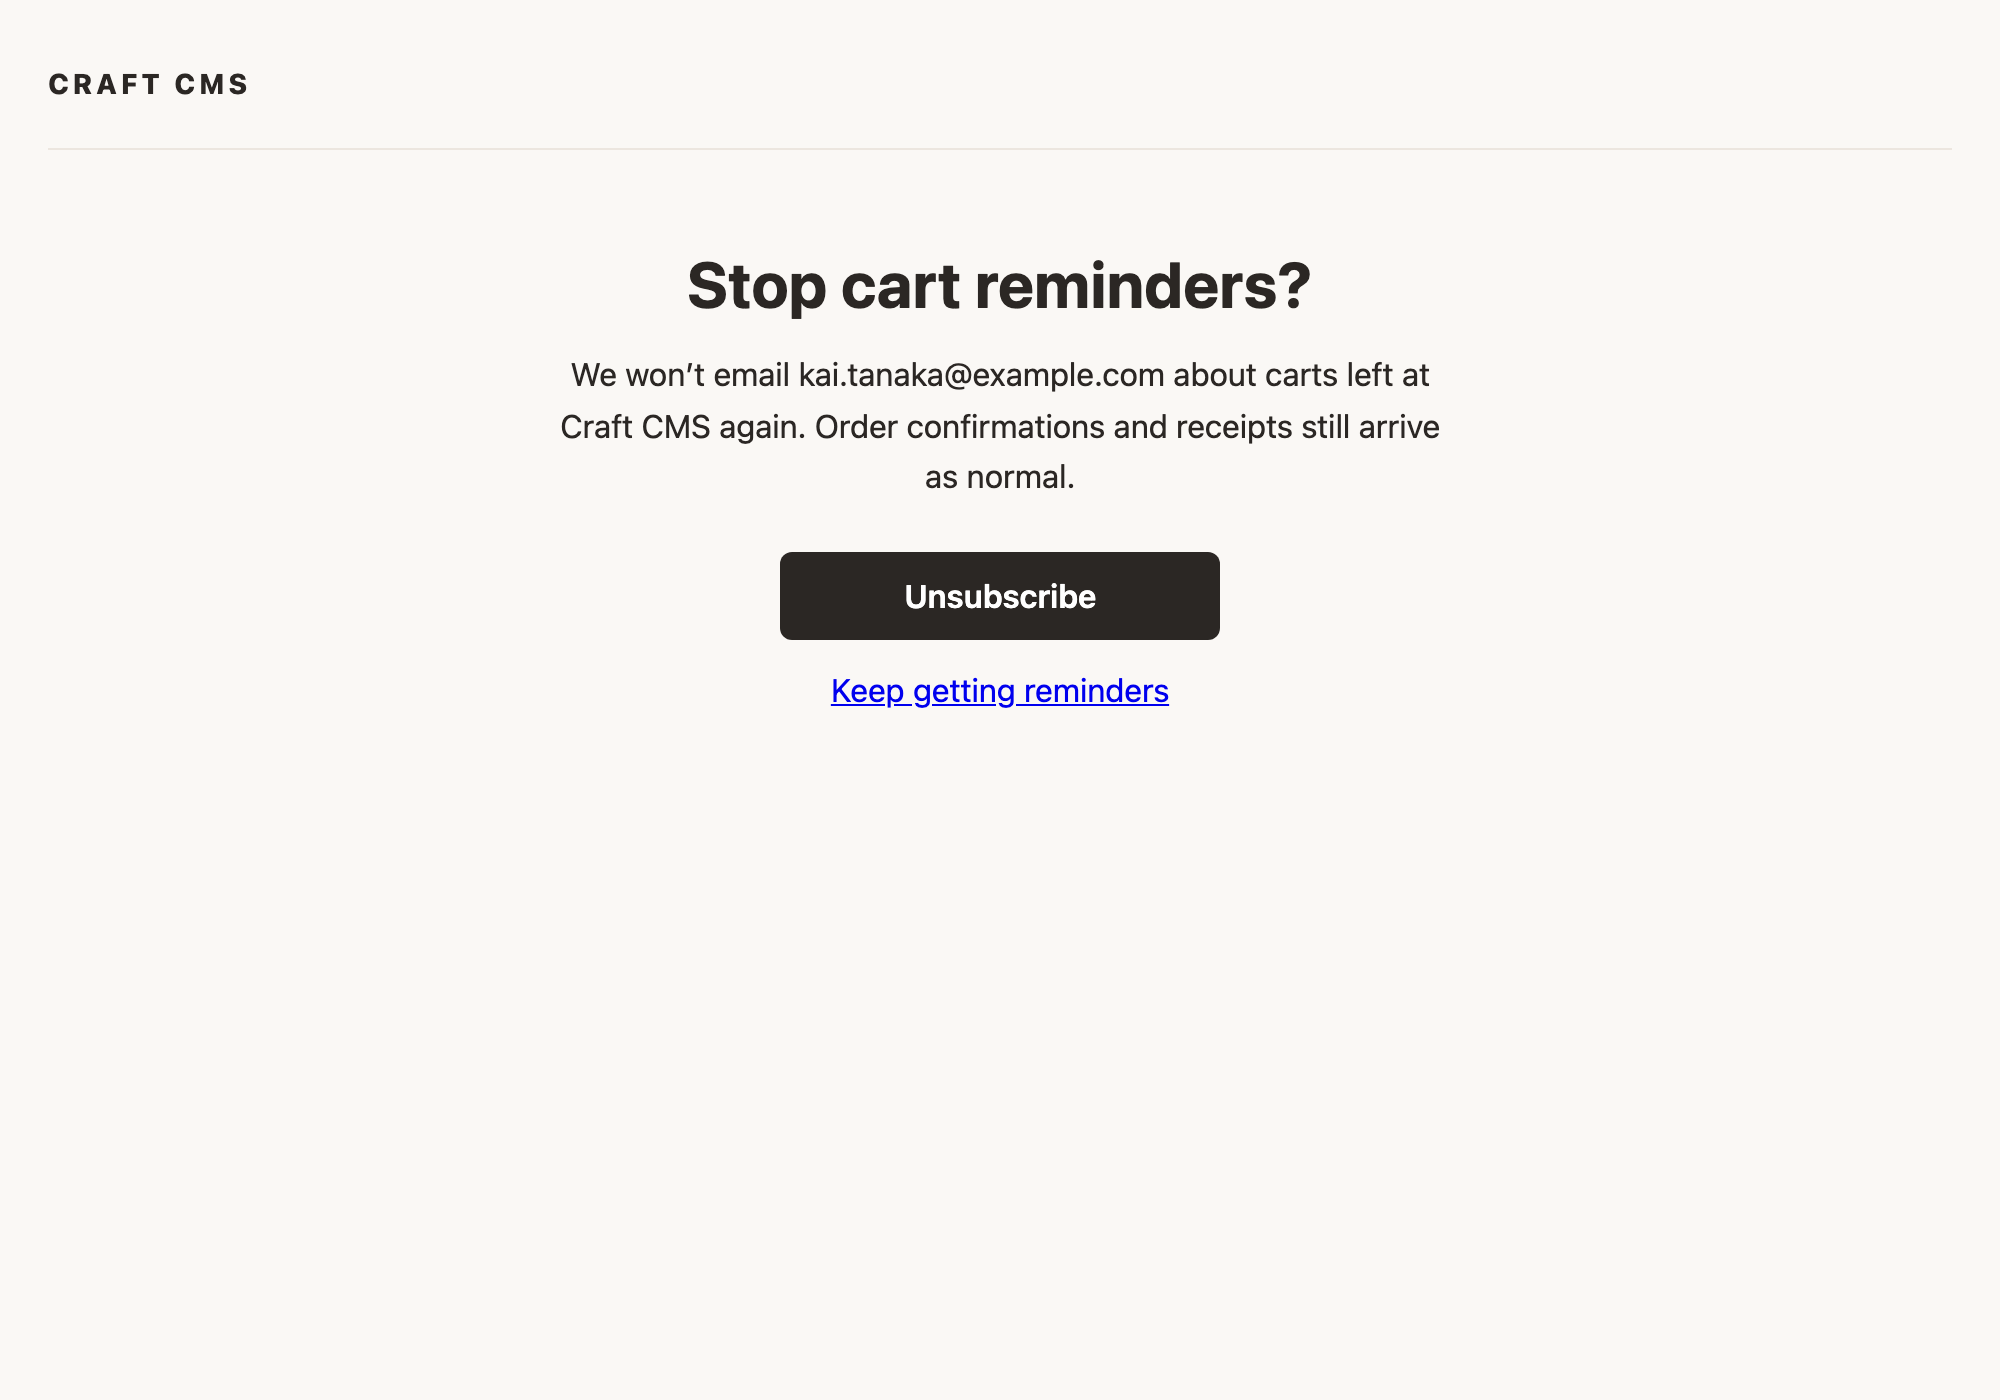 CRAFT CMS
Stop cart reminders?
We won’t email kai.tanaka@example.com about carts left at
Craft CMS again. Order confirmations and receipts still arrive
as normal.
Unsubscribe
Keep getting reminders